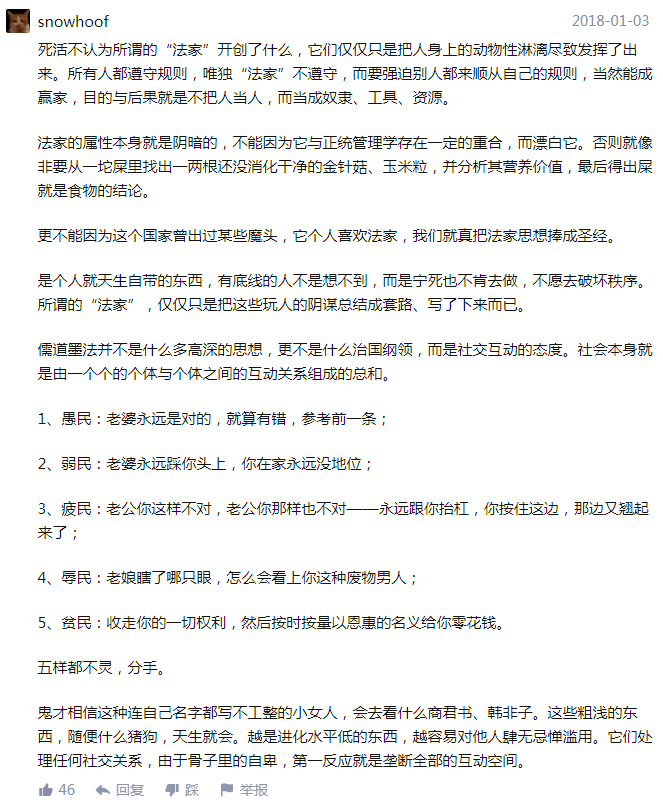 snowhoof
2018-01-03
死活不认为所谓的“法家”开创了什么，它们仅仅只是把人身上的动物性淋漓尽致发挥了出
来。所有人都遵守规则，唯独“法家”不遵守，而要强迫别人都来顺从自己的规则，当然能成
赢家，目的与后果就是不把人当人，而当成奴隶、工具、资源。
法家的属性本身就是阴暗的，不能因为它与正统管理学存在一定的重合，而漂白它。否则就像
非要从一坨屎里找出一两根还没消化干净的金针菇、玉米粒，并分析其营养价值，最后得出屎
就是食物的结论。
更不能因为这个国家曾出过某些魔头，它个人喜欢法家，我们就真把法家思想捧成圣经。
是个人就天生自带的东西，有底线的人不是想不到，而是宁死也不肯去做，不愿去破坏秩序。
所谓的“法家”，仅仅只是把这些玩人的阴谋总结成套路、写了下来而已。
儒道墨法并不是什么多高深的思想，更不是什么治国纲领，而是社交互动的态度。社会本身就
是由一个个的个体与个体之间的互动关系组成的总和。
1、愚民：老婆永远是对的，就算有错，参考前一条；
2、弱民：老婆永远踩你头上，你在家永远没地位；
3、疲民：老公你这样不对，老公你那样也不对——永远跟你抬杠，你按住这边，那边又翘起
来了；
4、辱民：老娘瞎了哪只眼，怎么会看上你这种废物男人；
5、贫民：收走你的一切权利，然后按时按量以恩惠的名义给你零花钱。
五样都不灵，分手。
鬼才相信这种连自己名字都写不工整的小女人，会去看什么商君书、韩非子。这些粗浅的东
西，随便什么猪狗，天生就会。越是进化水平低的东西，越容易对他人肆无忌惮滥用。它们处
理任何社交关系，由于骨子里的自卑，第一反应就是垄断全部的互动空间。
46 回复 踩 举报